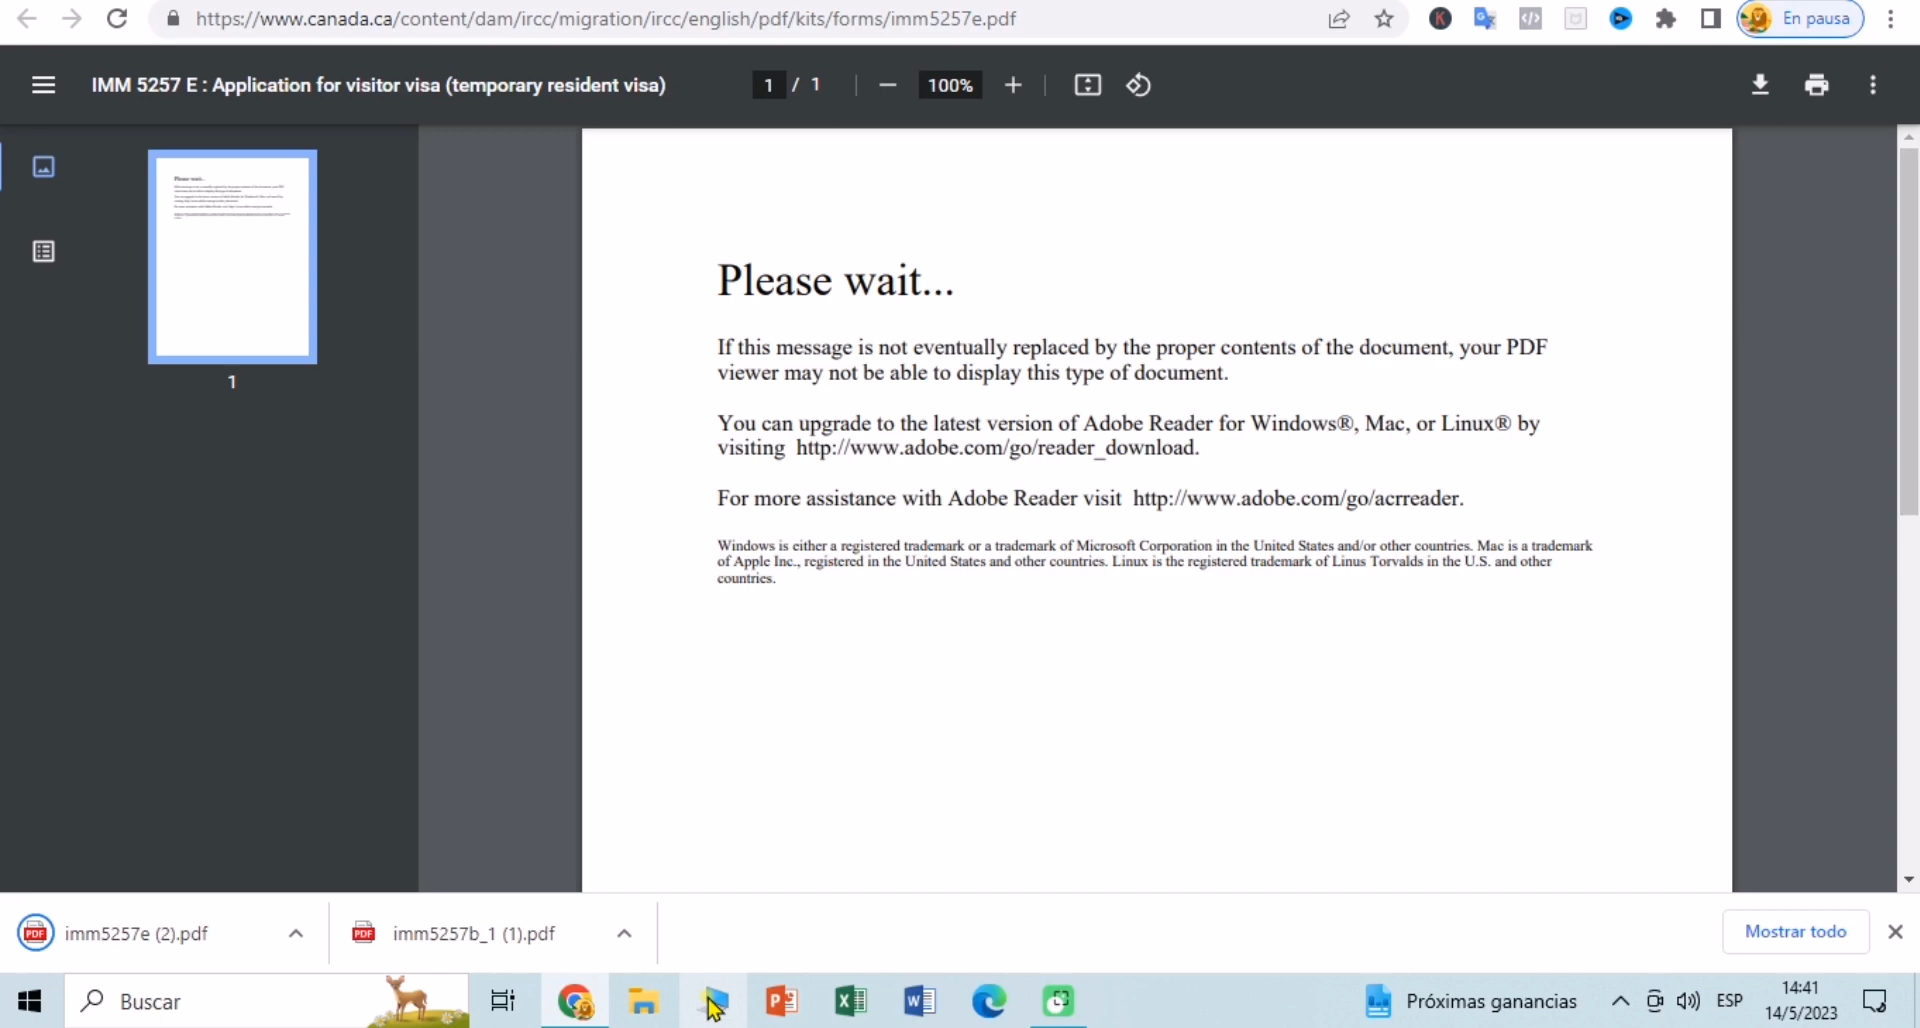 https://www.canada.ca/content/dam/ircc/migration/ircc/english/pdf/kits/forms/imm5257e.pdf
K
En pausa
IMM 5257 E : Application for visitor visa (temporary resident visa)
1 / 1
100%
Please wait...
1
Please wait...
If this message is not eventually replaced by the proper contents of the document, your PDF
viewer may not be able to display this type of document.
You can upgrade to the latest version of Adobe Reader for Windows®, Mac, or Linux® by
visiting http://www.adobe.com/go/reader_download.
For more assistance with Adobe Reader visit http://www.adobe.com/go/acrreader.
Windows is either a registered trademark or a trademark of Microsoft Corporation in the United States and/or other countries. Mac is a trademark
of Apple Inc., registered in the United States and other countries. Linux is the registered trademark of Linus Torvalds in the U.S. and other
countries.
PDF
imm5257e (2).pdf
PDF
imm5257b_1 (1).pdf
Mostrar todo
Buscar
Próximas ganancias
ESP
14:41
14/5/2023